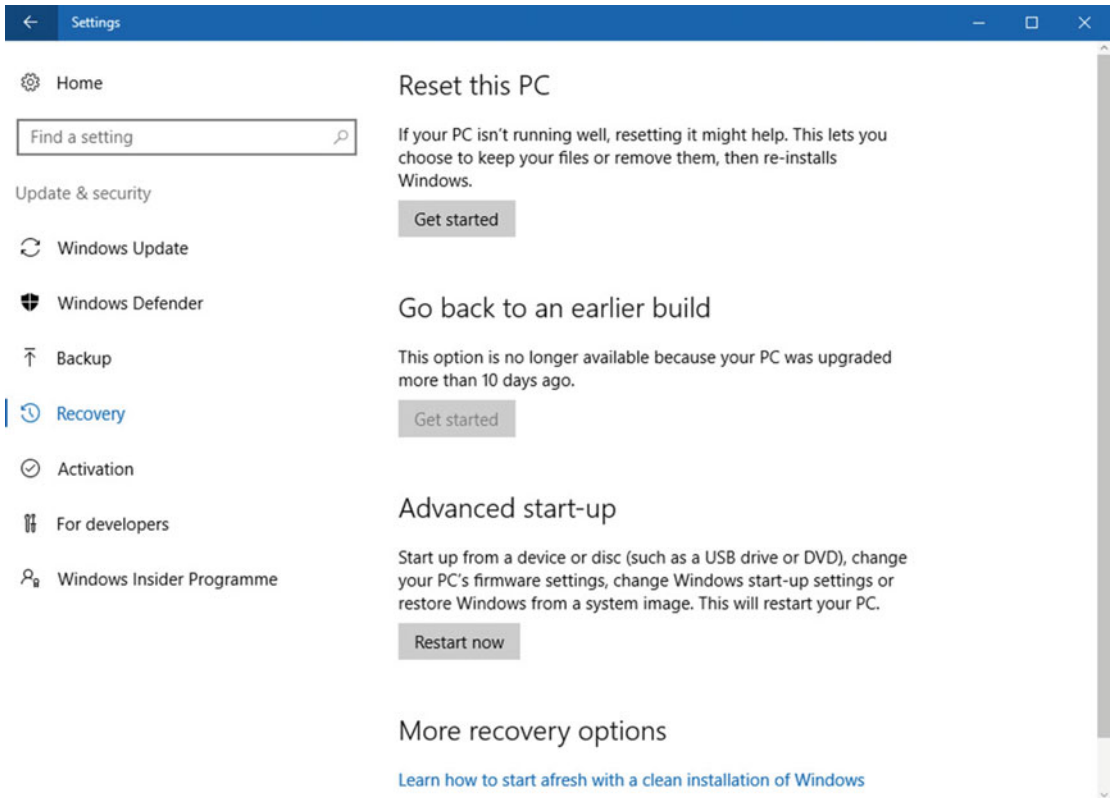 Settings
Home
Find a setting
Update & security
Windows Update
Windows Defender
Backup
Recovery
Activation
For developers
Windows Insider Programme
Reset this PC
If your PC isn't running well, resetting it might help. This lets you
choose to keep your files or remove them, then re-installs
Windows.
Get started
Go back to an earlier build
This option is no longer available because your PC was upgraded
more than 10 days ago.
Get started
Advanced start-up
Start up from a device or disc (such as a USB drive or DVD), change
your PC's firmware settings, change Windows start-up settings or
restore Windows from a system image. This will restart your PC.
Restart now
More recovery options
Learn how to start afresh with a clean installation of Windows